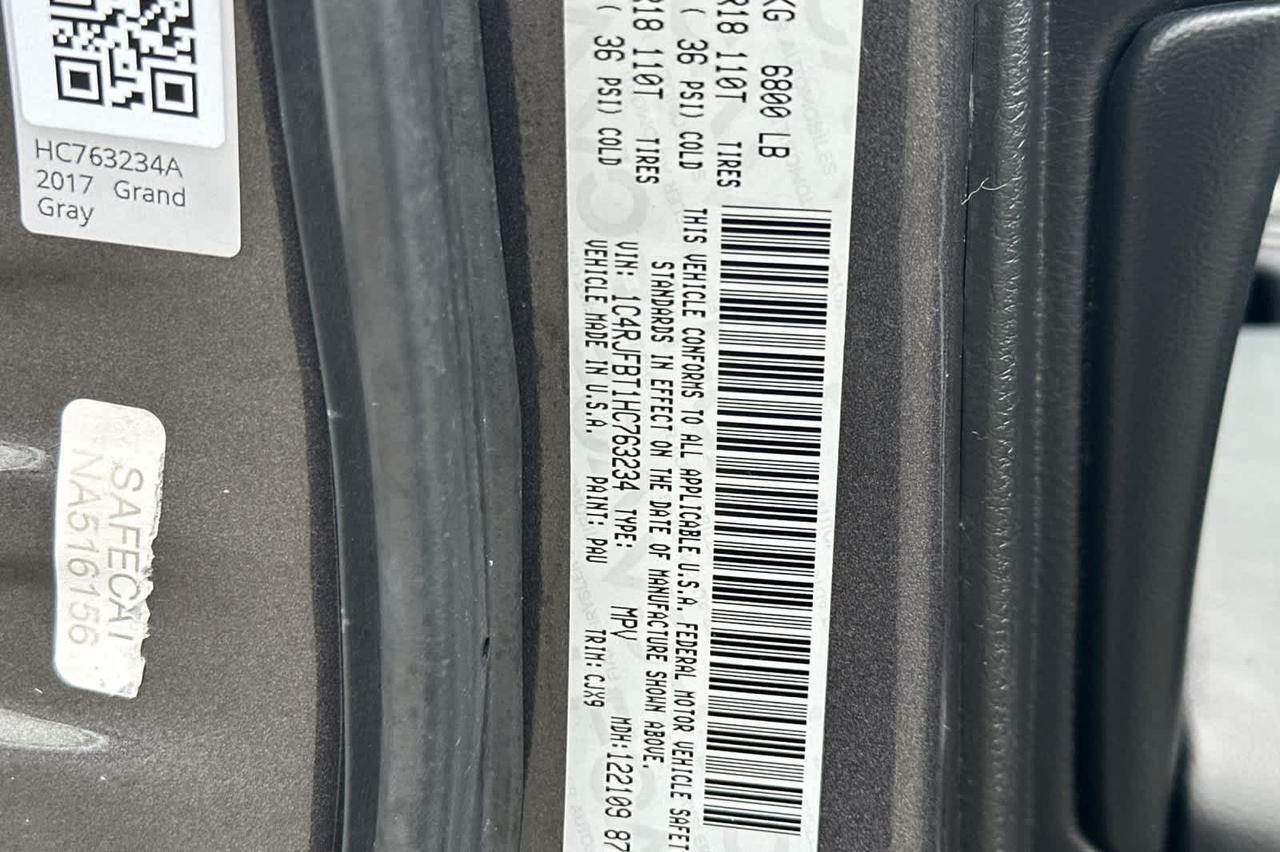 HC763234A
2017 Grand
Gray
SAFECAT
NA516156
KG 6800 LB
R18 110T TIRES
( 36 PSI) COLD
R18 110T TIRES
( 36 PSI) COLD
THIS VEHICLE CONFORMS TO ALL APPLICABLE U.S.A. FEDERAL MOTOR VEHICLE SAFET
STANDARDS IN EFFECT ON THE DATE OF MANUFACTURE SHOWN ABOVE.
VIN: 1C4RJFBT1HC763234 TYPE: MPV MDH:122109 87
VEHICLE MADE IN U.S.A. PAINT: PAU TRIM: CJX9